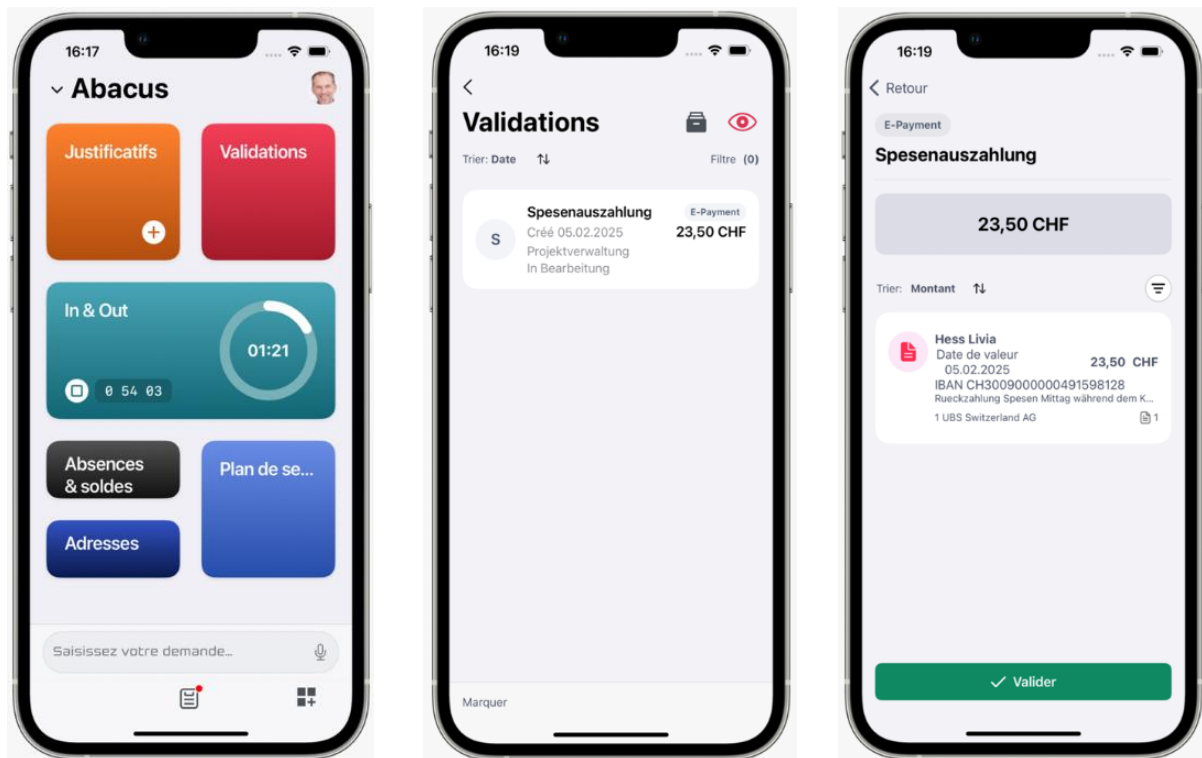 16:17
Abacus
Justificatifs
Validations
In & Out
01:21
0 54 03
Absences
& soldes
Plan de se...
Adresses
Saisissez votre demande...
16:19
Validations
Trier: Date
Filtre (0)
Spesenauszahlung
E-Payment
S
Créé 05.02.2025
23,50 CHF
Projektverwaltung
In Bearbeitung
Marquer
16:19
Retour
E-Payment
Spesenauszahlung
23,50 CHF
Trier: Montant
Hess Livia
Date de valeur
05.02.2025
23,50 CHF
IBAN CH3009000000491598128
Rueckzahlung Spesen Mittag während dem K...
1 UBS Switzerland AG
1
Valider